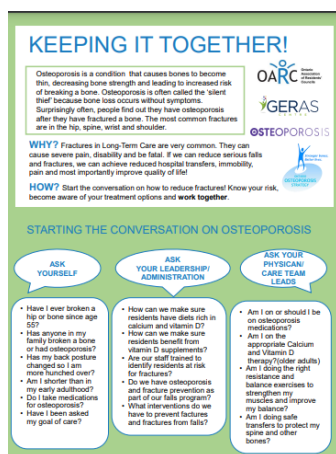 KEEPING IT TOGETHER!
Osteoporosis is a condition that causes bones to become
thin, decreasing bone strength and leading to increased risk
of breaking a bone. Osteoporosis is often called the 'silent
thief' because bone loss occurs without symptoms.
Surprisingly often, people find out they have osteoporosis
after they have fractured a bone. The most common fractures
are in the hip, spine, wrist and shoulder.
OARC
Ontario
Association
of Residents'
Councils
GERAS
CENTRE
OSTEOPOROSIS
WHY? Fractures in Long-Term Care are very common. They can
cause severe pain, disability and be fatal. If we can reduce serious falls
and fractures, we can achieve reduced hospital transfers, immobility,
pain and most importantly improve quality of life!
HOW? Start the conversation on how to reduce fractures! Know your risk,
become aware of your treatment options and work together.
STARTING THE CONVERSATION ON OSTEOPOROSIS
ASK
YOURSELF
• Have I ever broken a
hip or bone since age
55?
• Has anyone in my
family broken a bone
or had osteoporosis?
• Has my back posture
changed so I am
more hunched over?
• Am I shorter than in
my early adulthood?
• Do I take medications
for osteoporosis?
• Have I been asked
my goal of care?
ASK
YOUR LEADERSHIP/
ADMINISTRATION
• How can we make sure
residents have diets rich in
calcium and vitamin D?
• How can we make sure
residents benefit from
vitamin D supplements?
• Are our staff trained to
identify residents at risk
for fractures?
• Do we have osteoporosis
and fracture prevention as
part of our falls program?
• What interventions do we
have to prevent factures
and fractures from falls?
ASK YOUR
PHYSICAN/
CARE TEAM
LEADS
• Am I on or should I be
on osteoporosis
medications?
• Am I on the
appropriate Calcium
and Vitamin D
therapy?(older adults)
• Am I doing the right
resistance and
balance exercises to
strengthen my
muscles and improve
my balance?
• Am I doing safe
transfers to protect my
spine and other
bones?